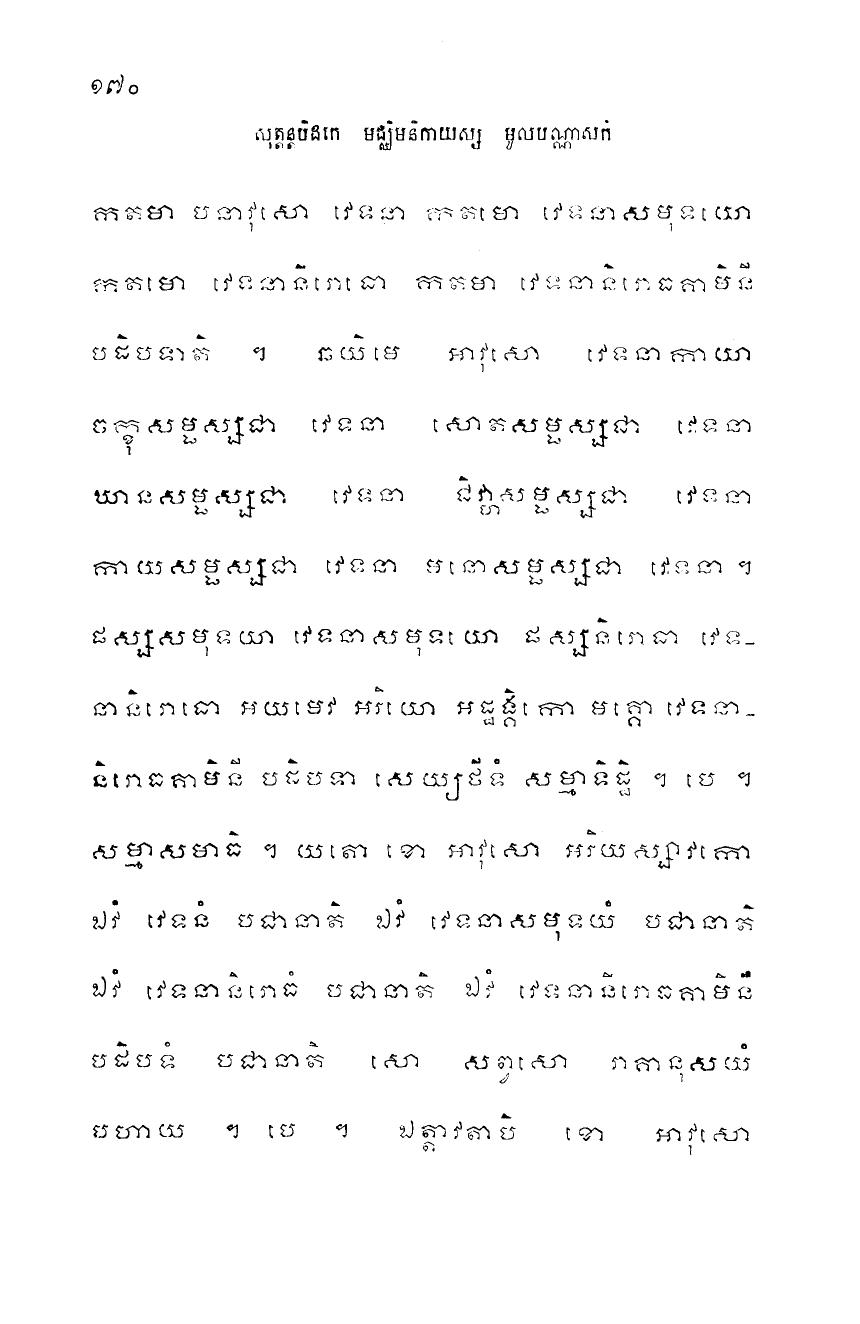 ១៧០
សុត្តន្តបិដកេ មជ្ឈិមនិកាយស្ស មូលបណ្ណាសកំ
កតមា បនាវុសោ វេទនា កតមោ វេទនាសមុទយោ
កតមោ វេទនានិរោធោ កតមា វេទនានិរោធគាមិនី
បដិបទាតិ ។ ឆយិមេ អាវុសោ វេទនាកាយា
ចក្ខុសម្ផស្សជា វេទនា សោតសម្ផស្សជា វេទនា
ឃានសម្ផស្សជា វេទនា ជិវ្ហាសម្ផស្សជា វេទនា
កាយសម្ផស្សជា វេទនា មនោសម្ផស្សជា វេទនា ។
ផស្សសមុទយា វេទនាសមុទយោ ផស្សនិរោធា វេទ-
នានិរោធោ អយមេវ អរិយោ អដ្ឋង្គិកោ មគ្គោ វេទនា-
និរោធគាមិនី បដិបទា សេយ្យថីទំ សម្មាទិដ្ឋិ ។ បេ ។
សម្មាសមាធិ ។ យតោ ខោ អាវុសោ អរិយស្សាវកោ
ឯវំ វេទនំ បជានាតិ ឯវំ វេទនាសមុទយំ បជានាតិ
ឯវំ វេទនានិរោធំ បជានាតិ ឯវំ វេទនានិរោធគាមិនឹ
បដិបទំ បជានាតិ សោ សព្វសោ រាគានុសយំ
បហាយ ។ បេ ។ ឯត្តាវតាបិ ខោ អាវុសោ